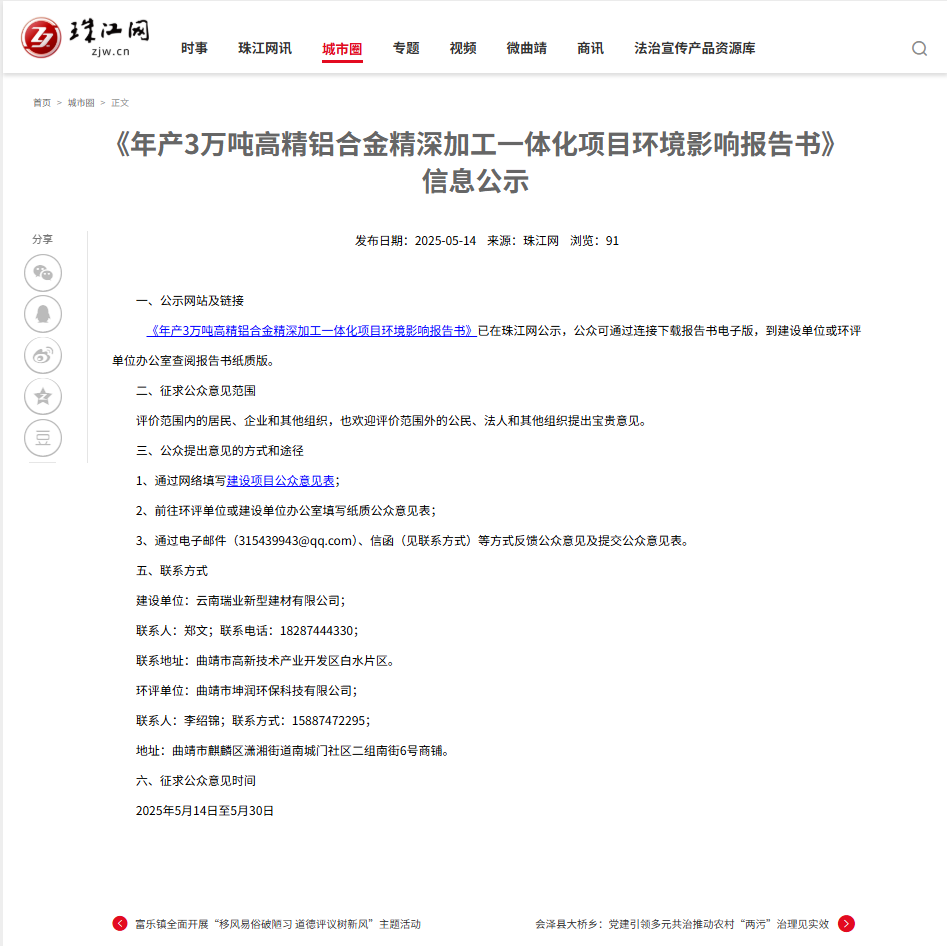 珠江网
zjw.cn
时事 珠江网讯 城市圈 专题 视频 微曲靖 商讯 法治宣传产品资源库
首页 > 城市圈 > 正文
《年产3万吨高精铝合金精深加工一体化项目环境影响报告书》
信息公示
分享
发布日期：2025-05-14 来源：珠江网 浏览：91
一、公示网站及链接
《年产3万吨高精铝合金精深加工一体化项目环境影响报告书》已在珠江网公示，公众可通过连接下载报告书电子版，到建设单位或环评
单位办公室查阅报告书纸质版。
二、征求公众意见范围
评价范围内的居民、企业和其他组织，也欢迎评价范围外的公民、法人和其他组织提出宝贵意见。
三、公众提出意见的方式和途径
1、通过网络填写建设项目公众意见表；
2、前往环评单位或建设单位办公室填写纸质公众意见表；
3、通过电子邮件（315439943@qq.com）、信函（见联系方式）等方式反馈公众意见及提交公众意见表。
五、联系方式
建设单位：云南瑞业新型建材有限公司；
联系人：郑文；联系电话：18287444330；
联系地址：曲靖市高新技术产业开发区白水片区。
环评单位：曲靖市坤润环保科技有限公司；
联系人：李绍锦；联系方式：15887472295；
地址：曲靖市麒麟区潇湘街道南城门社区二组南街6号商铺。
六、征求公众意见时间
2025年5月14日至5月30日
富乐镇全面开展“移风易俗破陋习 道德评议树新风”主题活动
会泽县大桥乡：党建引领多元共治推动农村“两污”治理见实效